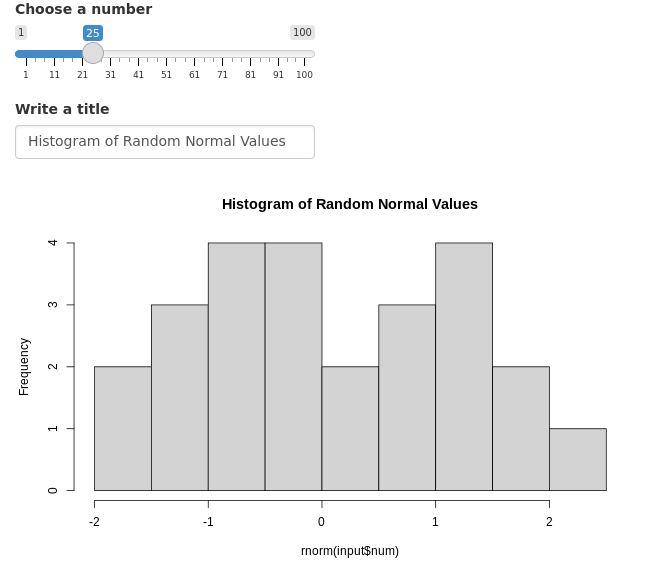 Choose a number
1 25 100
1 11 21 31 41 51 61 71 81 91 100
Write a title
Histogram of Random Normal Values
Histogram of Random Normal Values
4
3
2
1
0
Frequency
-2 -1 0 1 2
rnorm(input$num)